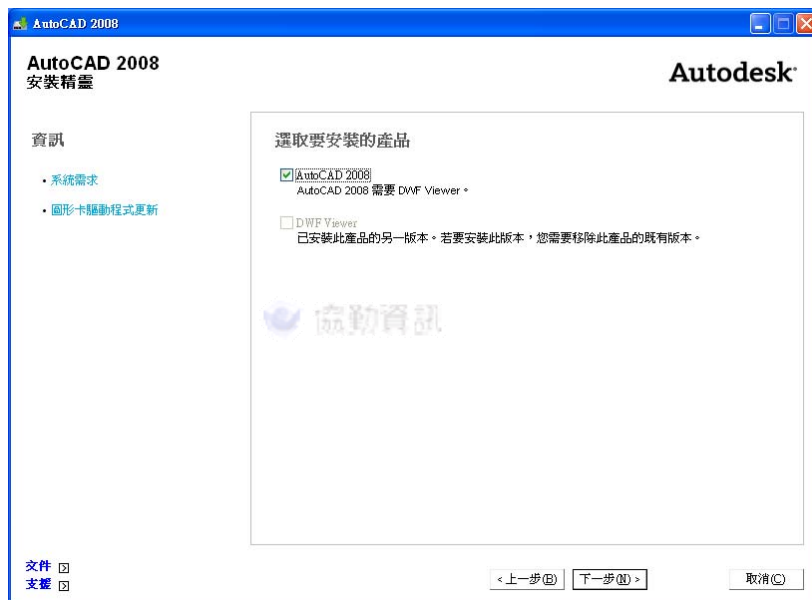 AutoCAD 2008
AutoCAD 2008
安裝精靈
Autodesk
資訊
• 系統需求
• 圖形卡驅動程式更新
選取要安裝的產品
AutoCAD 2008
AutoCAD 2008 需要 DWF Viewer。
DWF Viewer
已安裝此產品的另一版本。若要安裝此版本，您需要移除此產品的既有版本。
協勤資訊
文件
支援
<上一步(B)
下一步(N)>
取消(C)